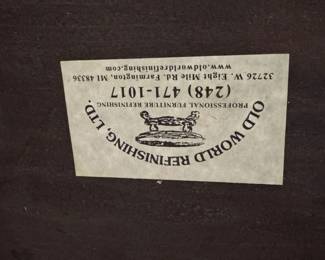 OLD WORLD REFINISHING, LTD.
PROFESSIONAL FURNITURE REFINISHING
(248) 471-1017
32726 W. Eight Mile Rd. Farmington, MI 48336
www.oldworldrefinishing.com